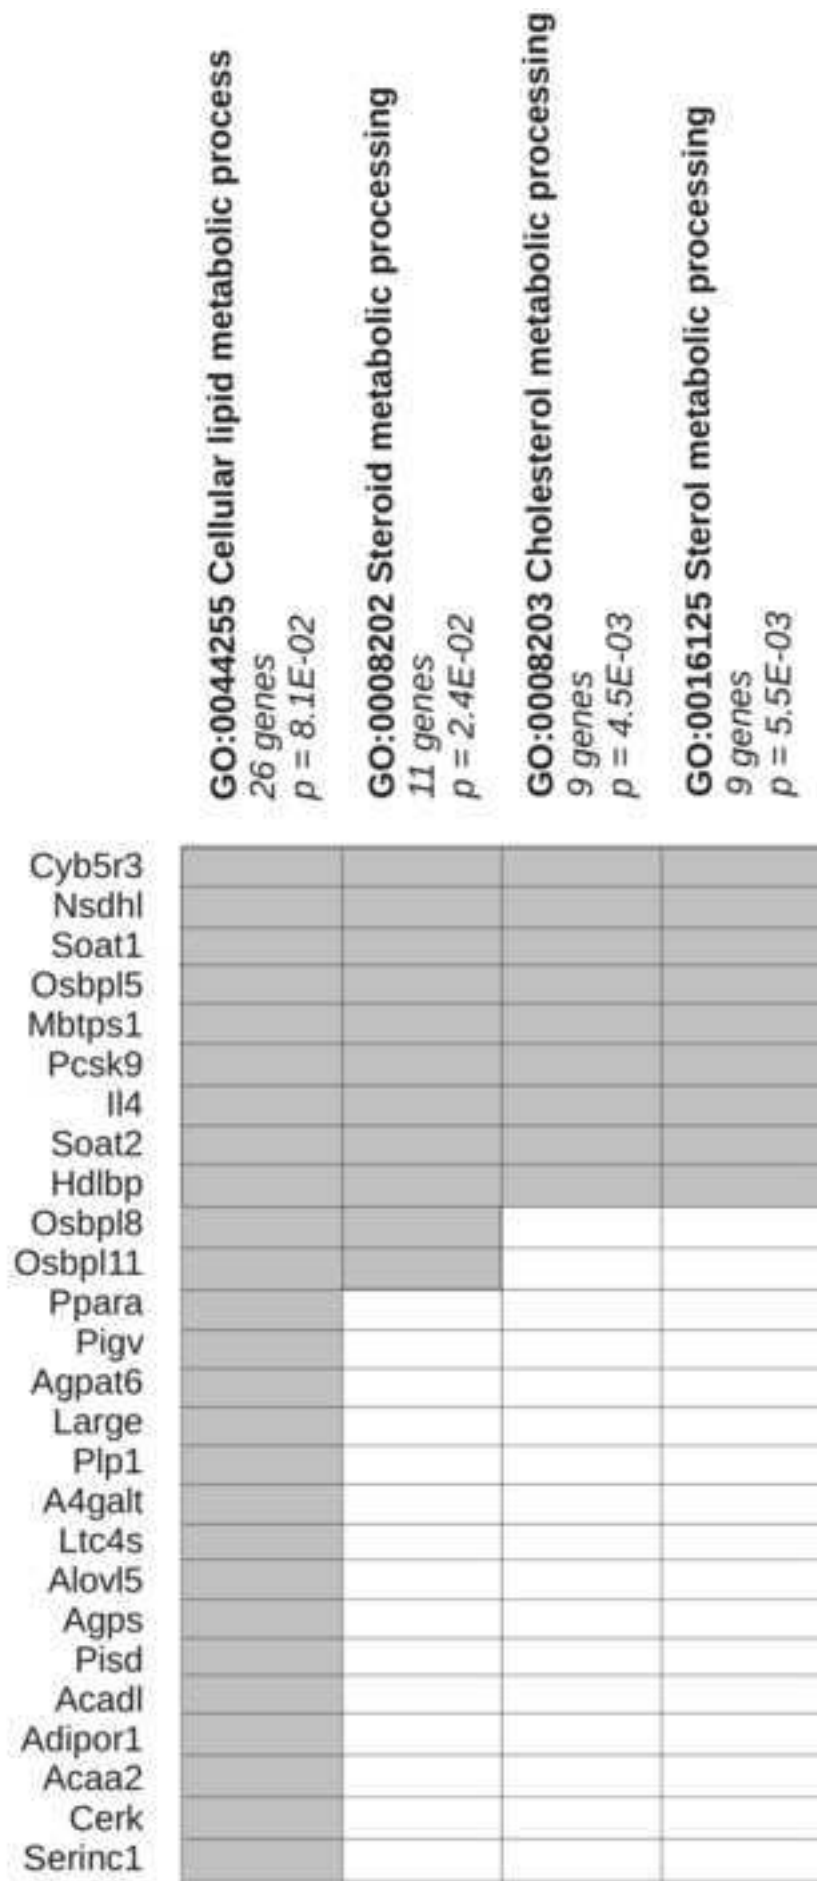 GO:0044255 Cellular lipid metabolic process
26 genes
p = 8.1E-02
GO:0008202 Steroid metabolic processing
11 genes
p = 2.4E-02
GO:0008203 Cholesterol metabolic processing
9 genes
p = 4.5E-03
GO:0016125 Sterol metabolic processing
9 genes
p = 5.5E-03
Cyb5r3
Nsdhl
Soat1
Osbpl5
Mbtps1
Pcsk9
Il4
Soat2
Hdlbp
Osbpl8
Osbpl11
Ppara
Pigv
Agpat6
Large
Plp1
A4galt
Ltc4s
Alovl5
Agps
Pisd
Acadl
Adipor1
Acaa2
Cerk
Serinc1